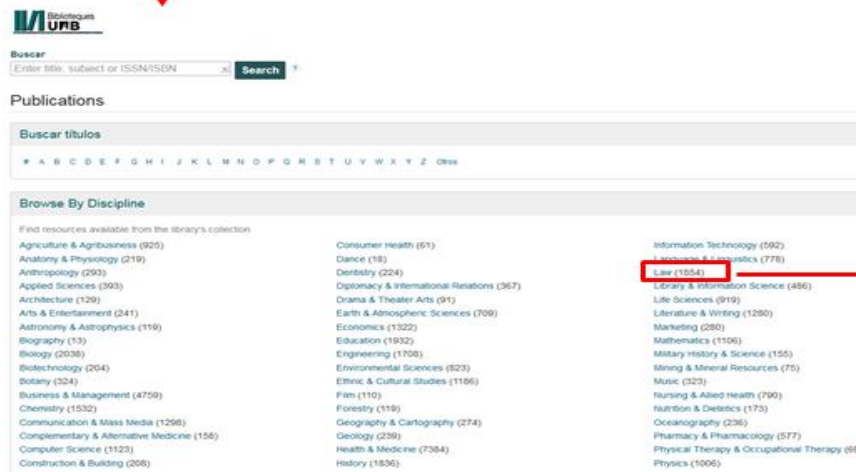 Biblioteques
UAB
Buscar
Enter title, subject or ISSN/ISBN
Search
Publications
Buscar títulos
# A B C D E F G H I J K L M N O P Q R S T U V W X Y Z Otros
Browse By Discipline
Find resources available from the library's collection
Agriculture & Agribusiness (925)
Anatomy & Physiology (219)
Anthropology (293)
Applied Sciences (393)
Architecture (129)
Arts & Entertainment (241)
Astronomy & Astrophysics (119)
Biography (13)
Biology (2038)
Biotechnology (204)
Botany (324)
Business & Management (4759)
Chemistry (1532)
Communication & Mass Media (1298)
Complementary & Alternative Medicine (158)
Computer Science (1123)
Construction & Building (208)
Consumer Health (61)
Dance (18)
Dentistry (224)
Diplomacy & International Relations (367)
Drama & Theater Arts (91)
Earth & Atmospheric Sciences (709)
Economics (1322)
Education (1932)
Engineering (1708)
Environmental Sciences (823)
Ethnic & Cultural Studies (1186)
Film (110)
Forestry (119)
Geography & Cartography (274)
Geology (239)
Health & Medicine (7384)
History (1836)
Information Technology (592)
Language & Linguistics (778)
Law (1854)
Library & Information Science (486)
Life Sciences (919)
Literature & Writing (1280)
Marketing (280)
Mathematics (1106)
Military History & Science (155)
Mining & Mineral Resources (75)
Music (323)
Nursing & Allied Health (790)
Nutrition & Dietetics (173)
Oceanography (236)
Pharmacy & Pharmacology (577)
Physical Therapy & Occupational Therapy
Physics (1006)